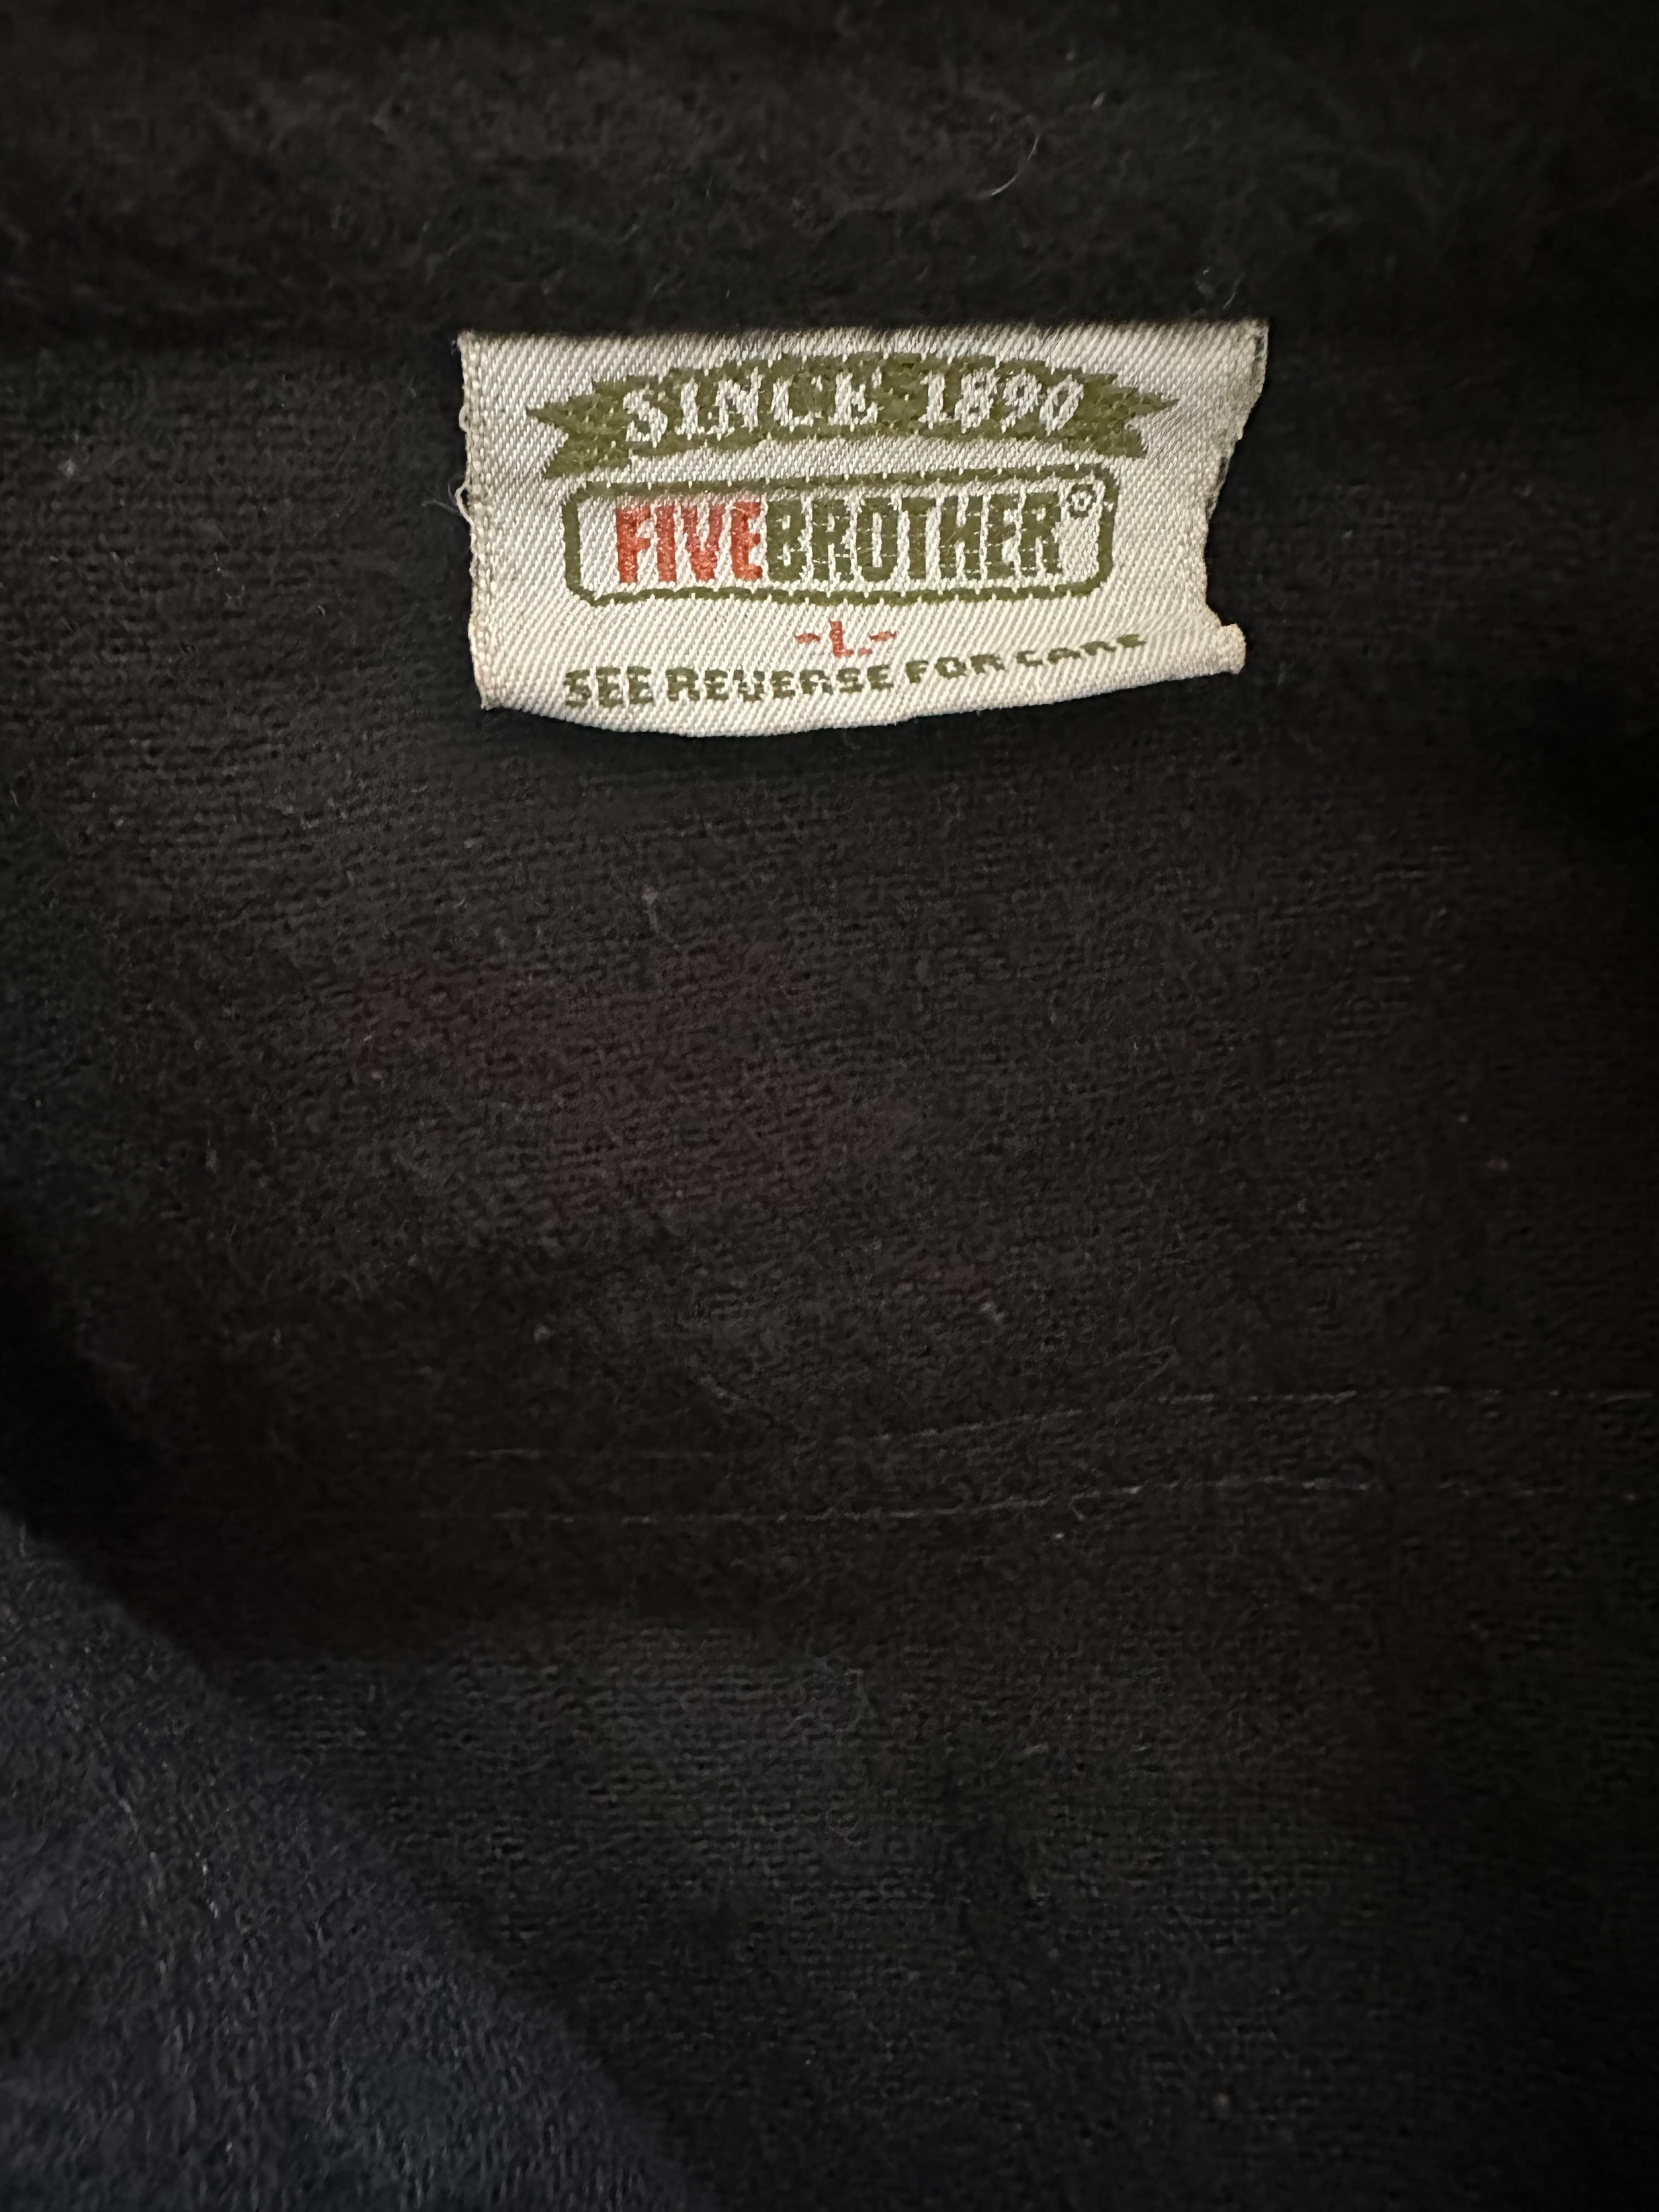 SINCE 1890
FIVEBROTHER®
-L-
SEE REVERSE FOR CARE